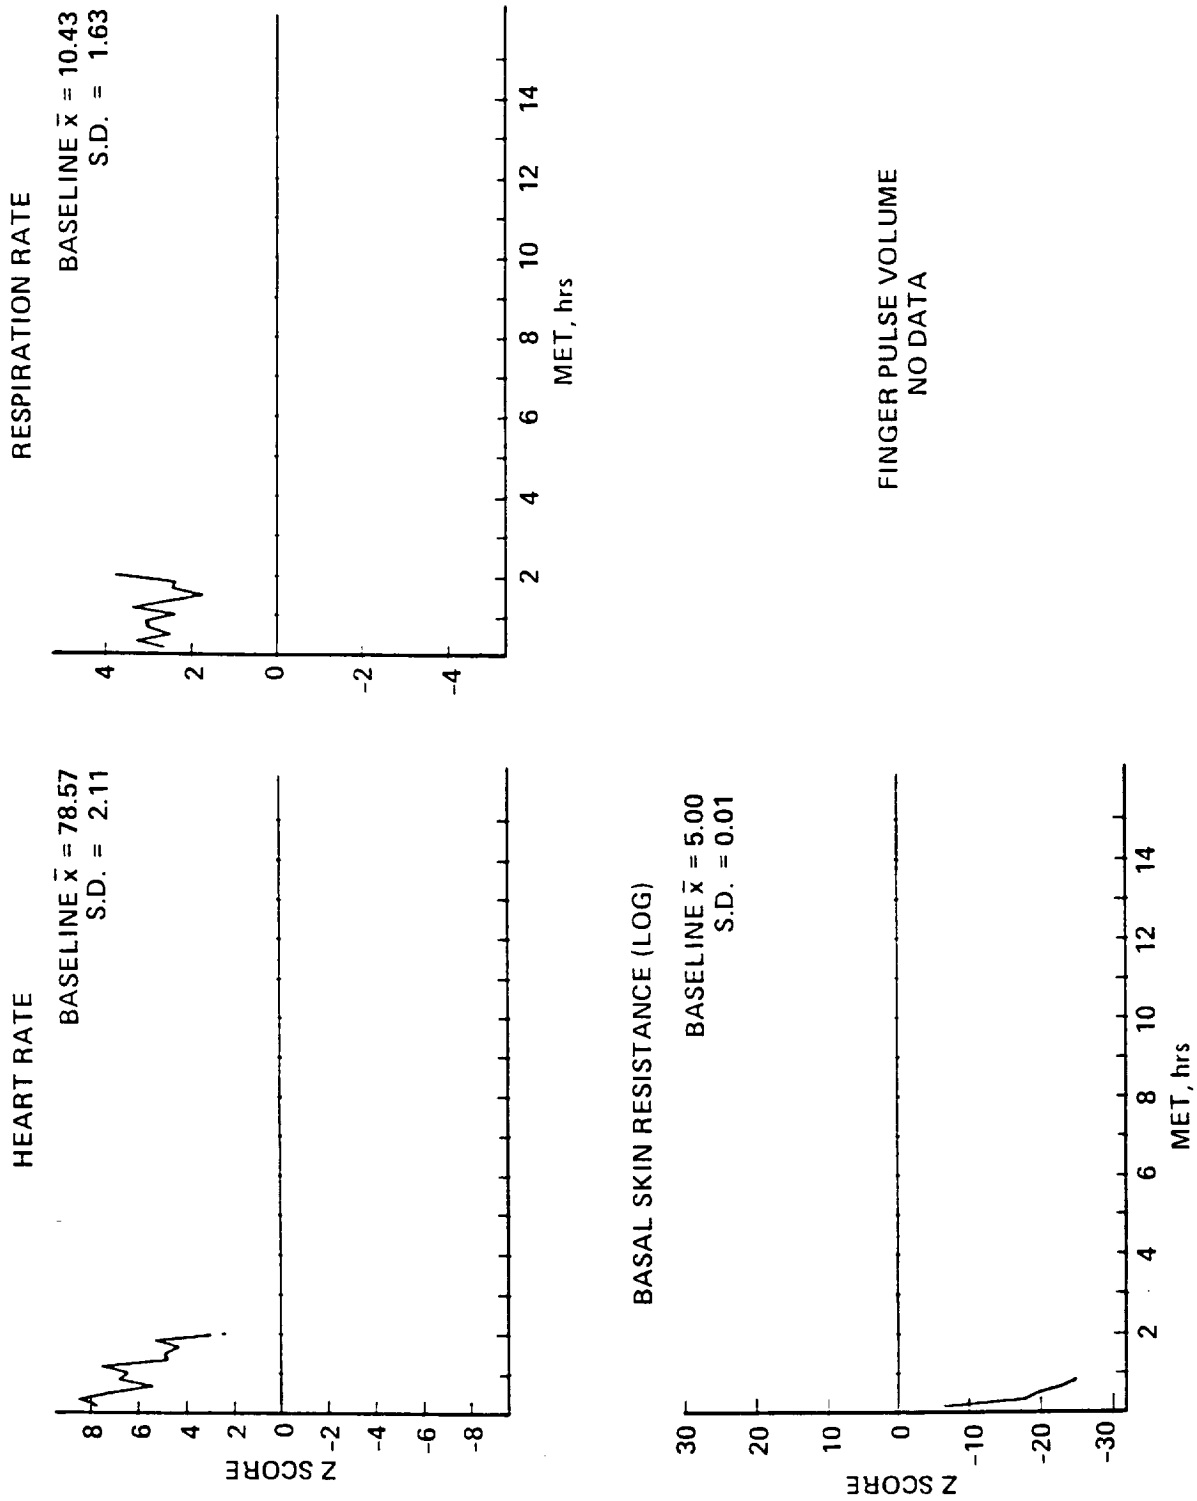 HEART RATE
BASELINE x̄ = 78.57
S.D. = 2.11
Z SCORE
8
6
4
2
0
-2
-4
-6
-8
RESPIRATION RATE
BASELINE x̄ = 10.43
S.D. = 1.63
4
2
0
-2
-4
2 4 6 8 10 12 14
MET, hrs
BASAL SKIN RESISTANCE (LOG)
BASELINE x̄ = 5.00
S.D. = 0.01
Z SCORE
30
20
10
0
-10
-20
-30
2 4 6 8 10 12 14
MET, hrs
FINGER PULSE VOLUME
NO DATA